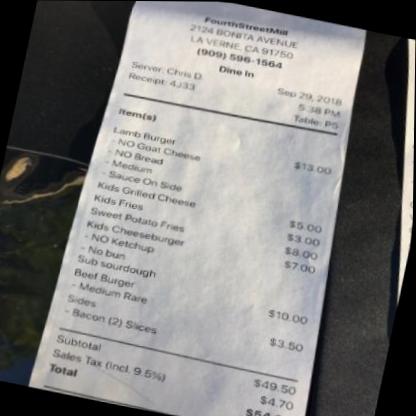 FourthStreetMill
2124 BONITA AVENUE
LA VERNE, CA 91750
(909) 596-1564
Dine In
Server: Chris D. Sep 29, 2018
Receipt: 4J33 5:38 PM
Table: P5
Item(s)
Lamb Burger $13.00
- NO Goat Cheese
- NO Bread
- Medium
- Sauce On Side
Kids Grilled Cheese $5.00
Kids Fries $3.00
Sweet Potato Fries $8.00
Kids Cheeseburger $7.00
- NO Ketchup
- No bun
Sub sourdough
Beef Burger $10.00
- Medium Rare
Sides $3.50
- Bacon (2) Slices
Subtotal $49.50
Sales Tax (incl. 9.5%) $4.70
Total